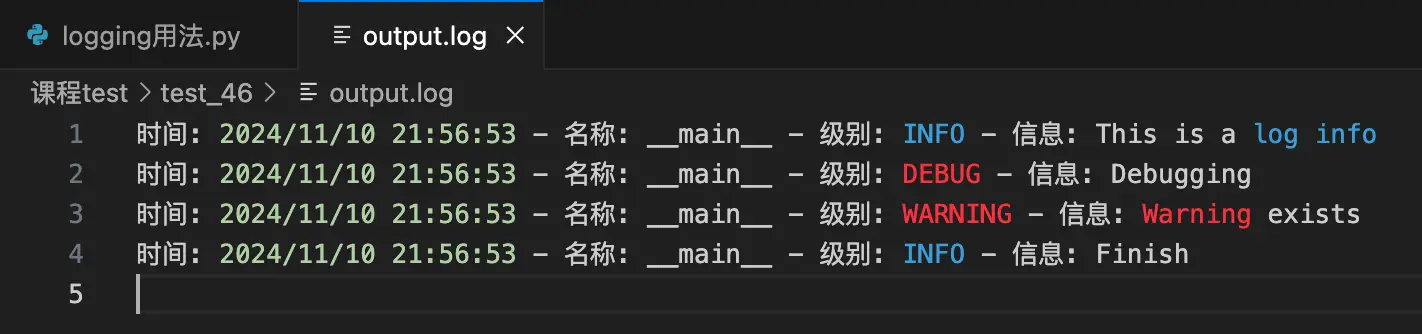 logging用法.py output.log
课程test > test_46 > output.log
1 时间: 2024/11/10 21:56:53 - 名称: __main__ - 级别: INFO - 信息: This is a log info
2 时间: 2024/11/10 21:56:53 - 名称: __main__ - 级别: DEBUG - 信息: Debugging
3 时间: 2024/11/10 21:56:53 - 名称: __main__ - 级别: WARNING - 信息: Warning exists
4 时间: 2024/11/10 21:56:53 - 名称: __main__ - 级别: INFO - 信息: Finish
5